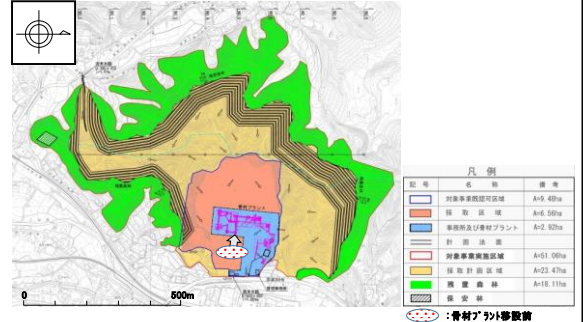 骨材プラント
0
500m
凡例
記号 名称 備考
対象事業既認可区域 A=9.48ha
採取区域 A=6.56ha
事務所及び骨材プラント A=2.92ha
計画法面
対象事業実施区域 A=51.06ha
採取計画区域 A=23.47ha
残置森林 A=18.11ha
保安林
:骨材プラント移設前